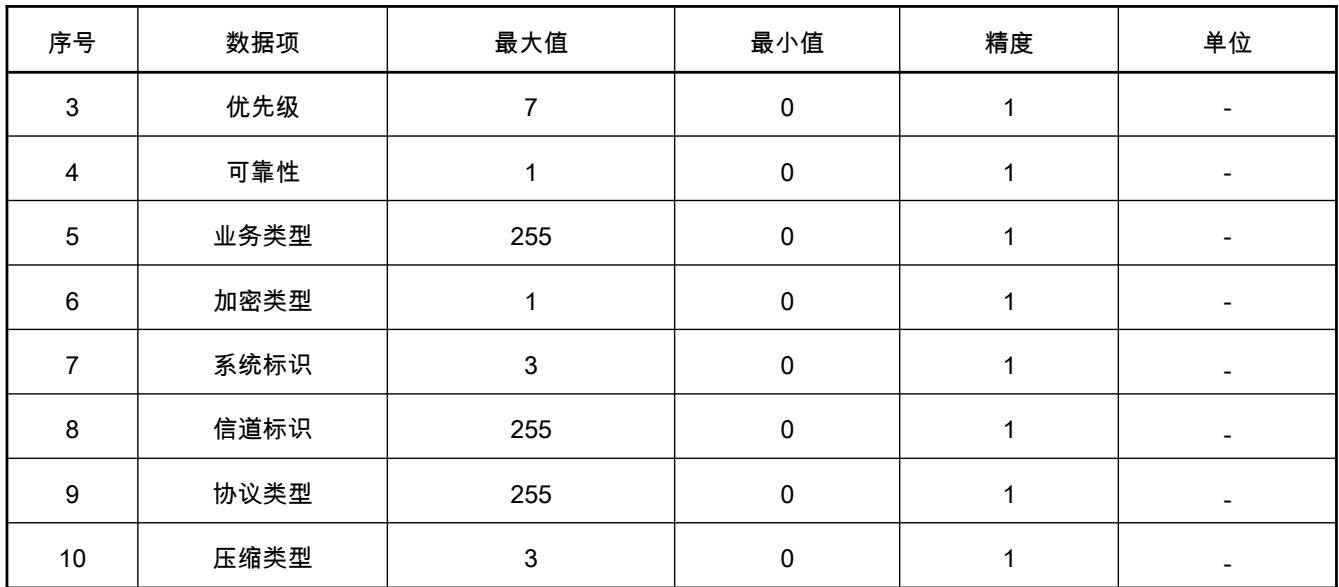 序号 数据项 最大值 最小值 精度 单位
3 优先级 7 0 1 -
4 可靠性 1 0 1 -
5 业务类型 255 0 1 -
6 加密类型 1 0 1 -
7 系统标识 3 0 1 -
8 信道标识 255 0 1 -
9 协议类型 255 0 1 -
10 压缩类型 3 0 1 -